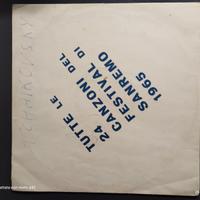 TUTTE LE
24
CANZONI DEL
FESTIVAL DI
SANREMO
1965